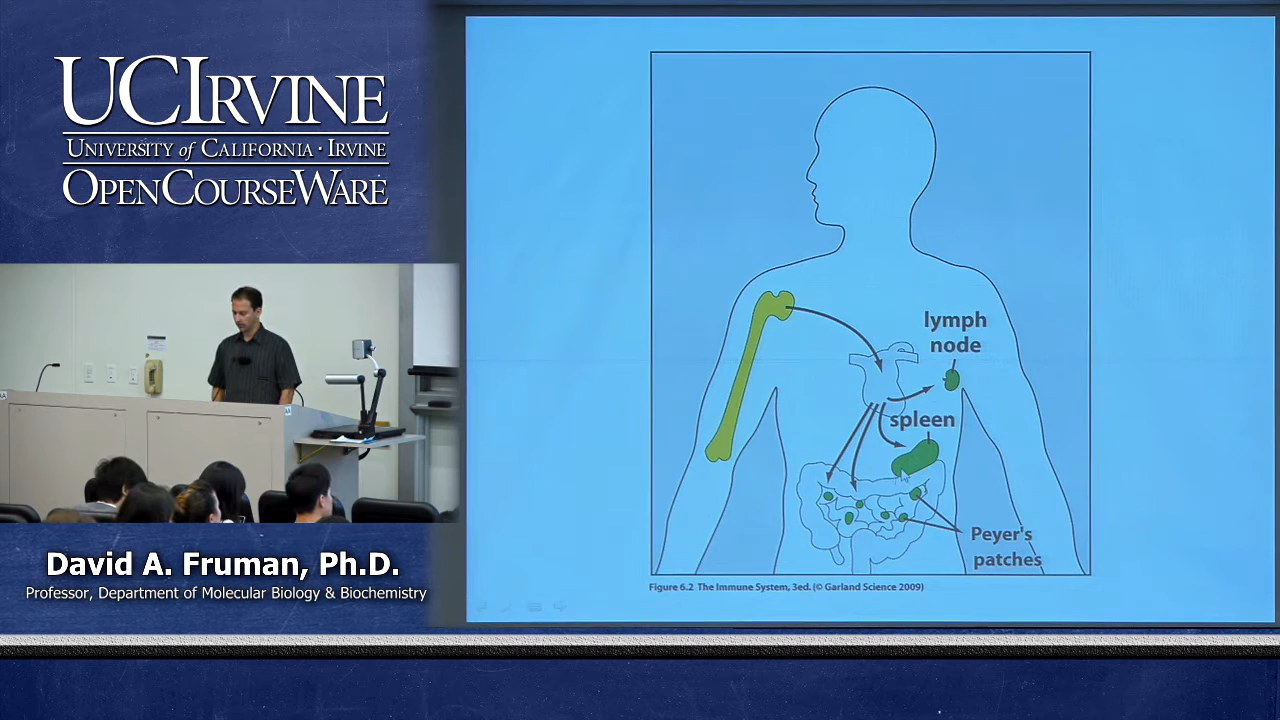 UCIRVINE
UNIVERSITY of CALIFORNIA · IRVINE
OPENCOURSEWARE
David A. Fruman, Ph.D.
Professor, Department of Molecular Biology & Biochemistry
lymph
node
spleen
Peyer's
patches
Figure 6.2 The Immune System, 3ed. (© Garland Science 2009)